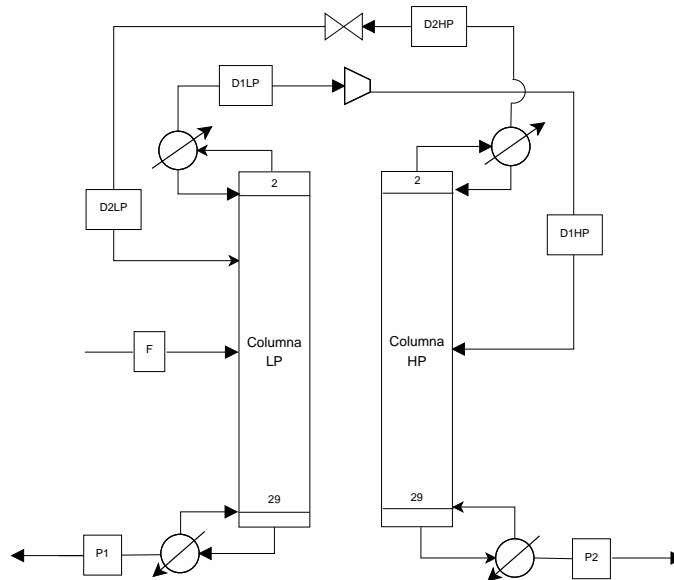 D2HP
D1LP
2
2
D2LP
D1HP
F
Columna
LP
Columna
HP
29
29
P1
P2